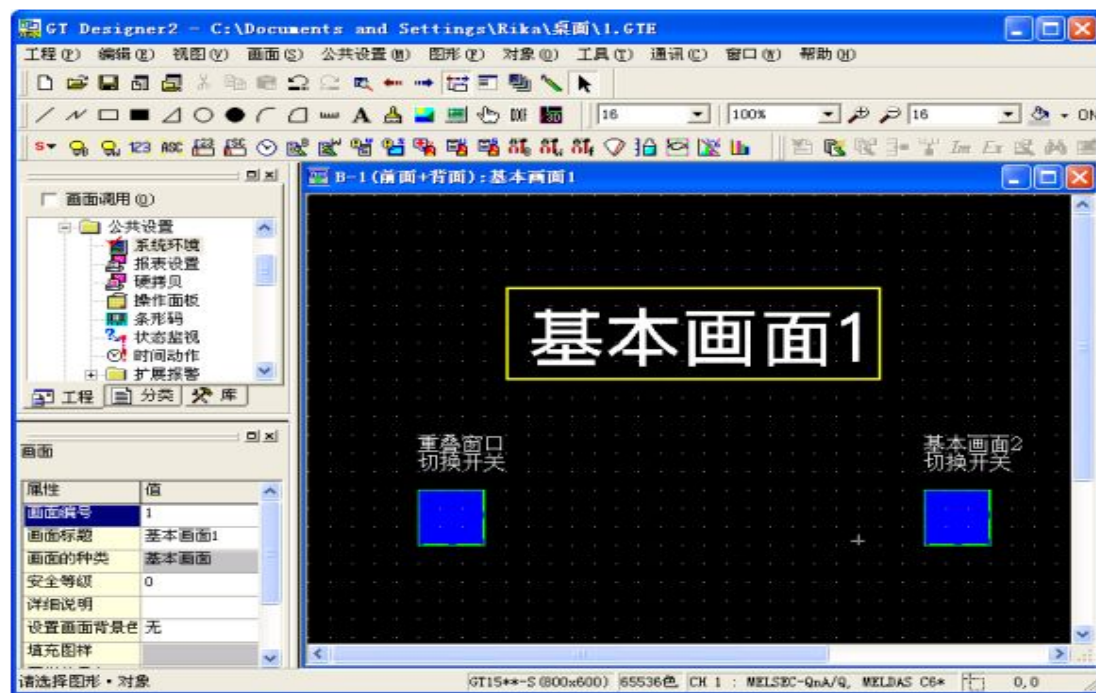 GT Designer2 - C:\Documents and Settings\Rika\桌面\1.GTE
工程(P) 编辑(E) 视图(V) 画面(S) 公共设置(M) 图形(F) 对象(O) 工具(T) 通讯(C) 窗口(W) 帮助(H)
16 100% 16 ON
S 123 ASC
B-1(前面+背面):基本画面1
画面调用(Q)
公共设置
系统环境
报表设置
硬拷贝
操作面板
条形码
状态监视
时间动作
扩展报警
工程 分类 库
基本画面1
重叠窗口
切换开关
基本画面2
切换开关
画面
属性 值
画面编号 1
画面标题 基本画面1
画面的种类 基本画面
安全等级 0
详细说明
设置画面背景色 无
填充图样
请选择图形·对象 GT15**-S(800x600) 65536色 CH 1 : MELSEC-QnA/Q, MELDAS C6* 0,0